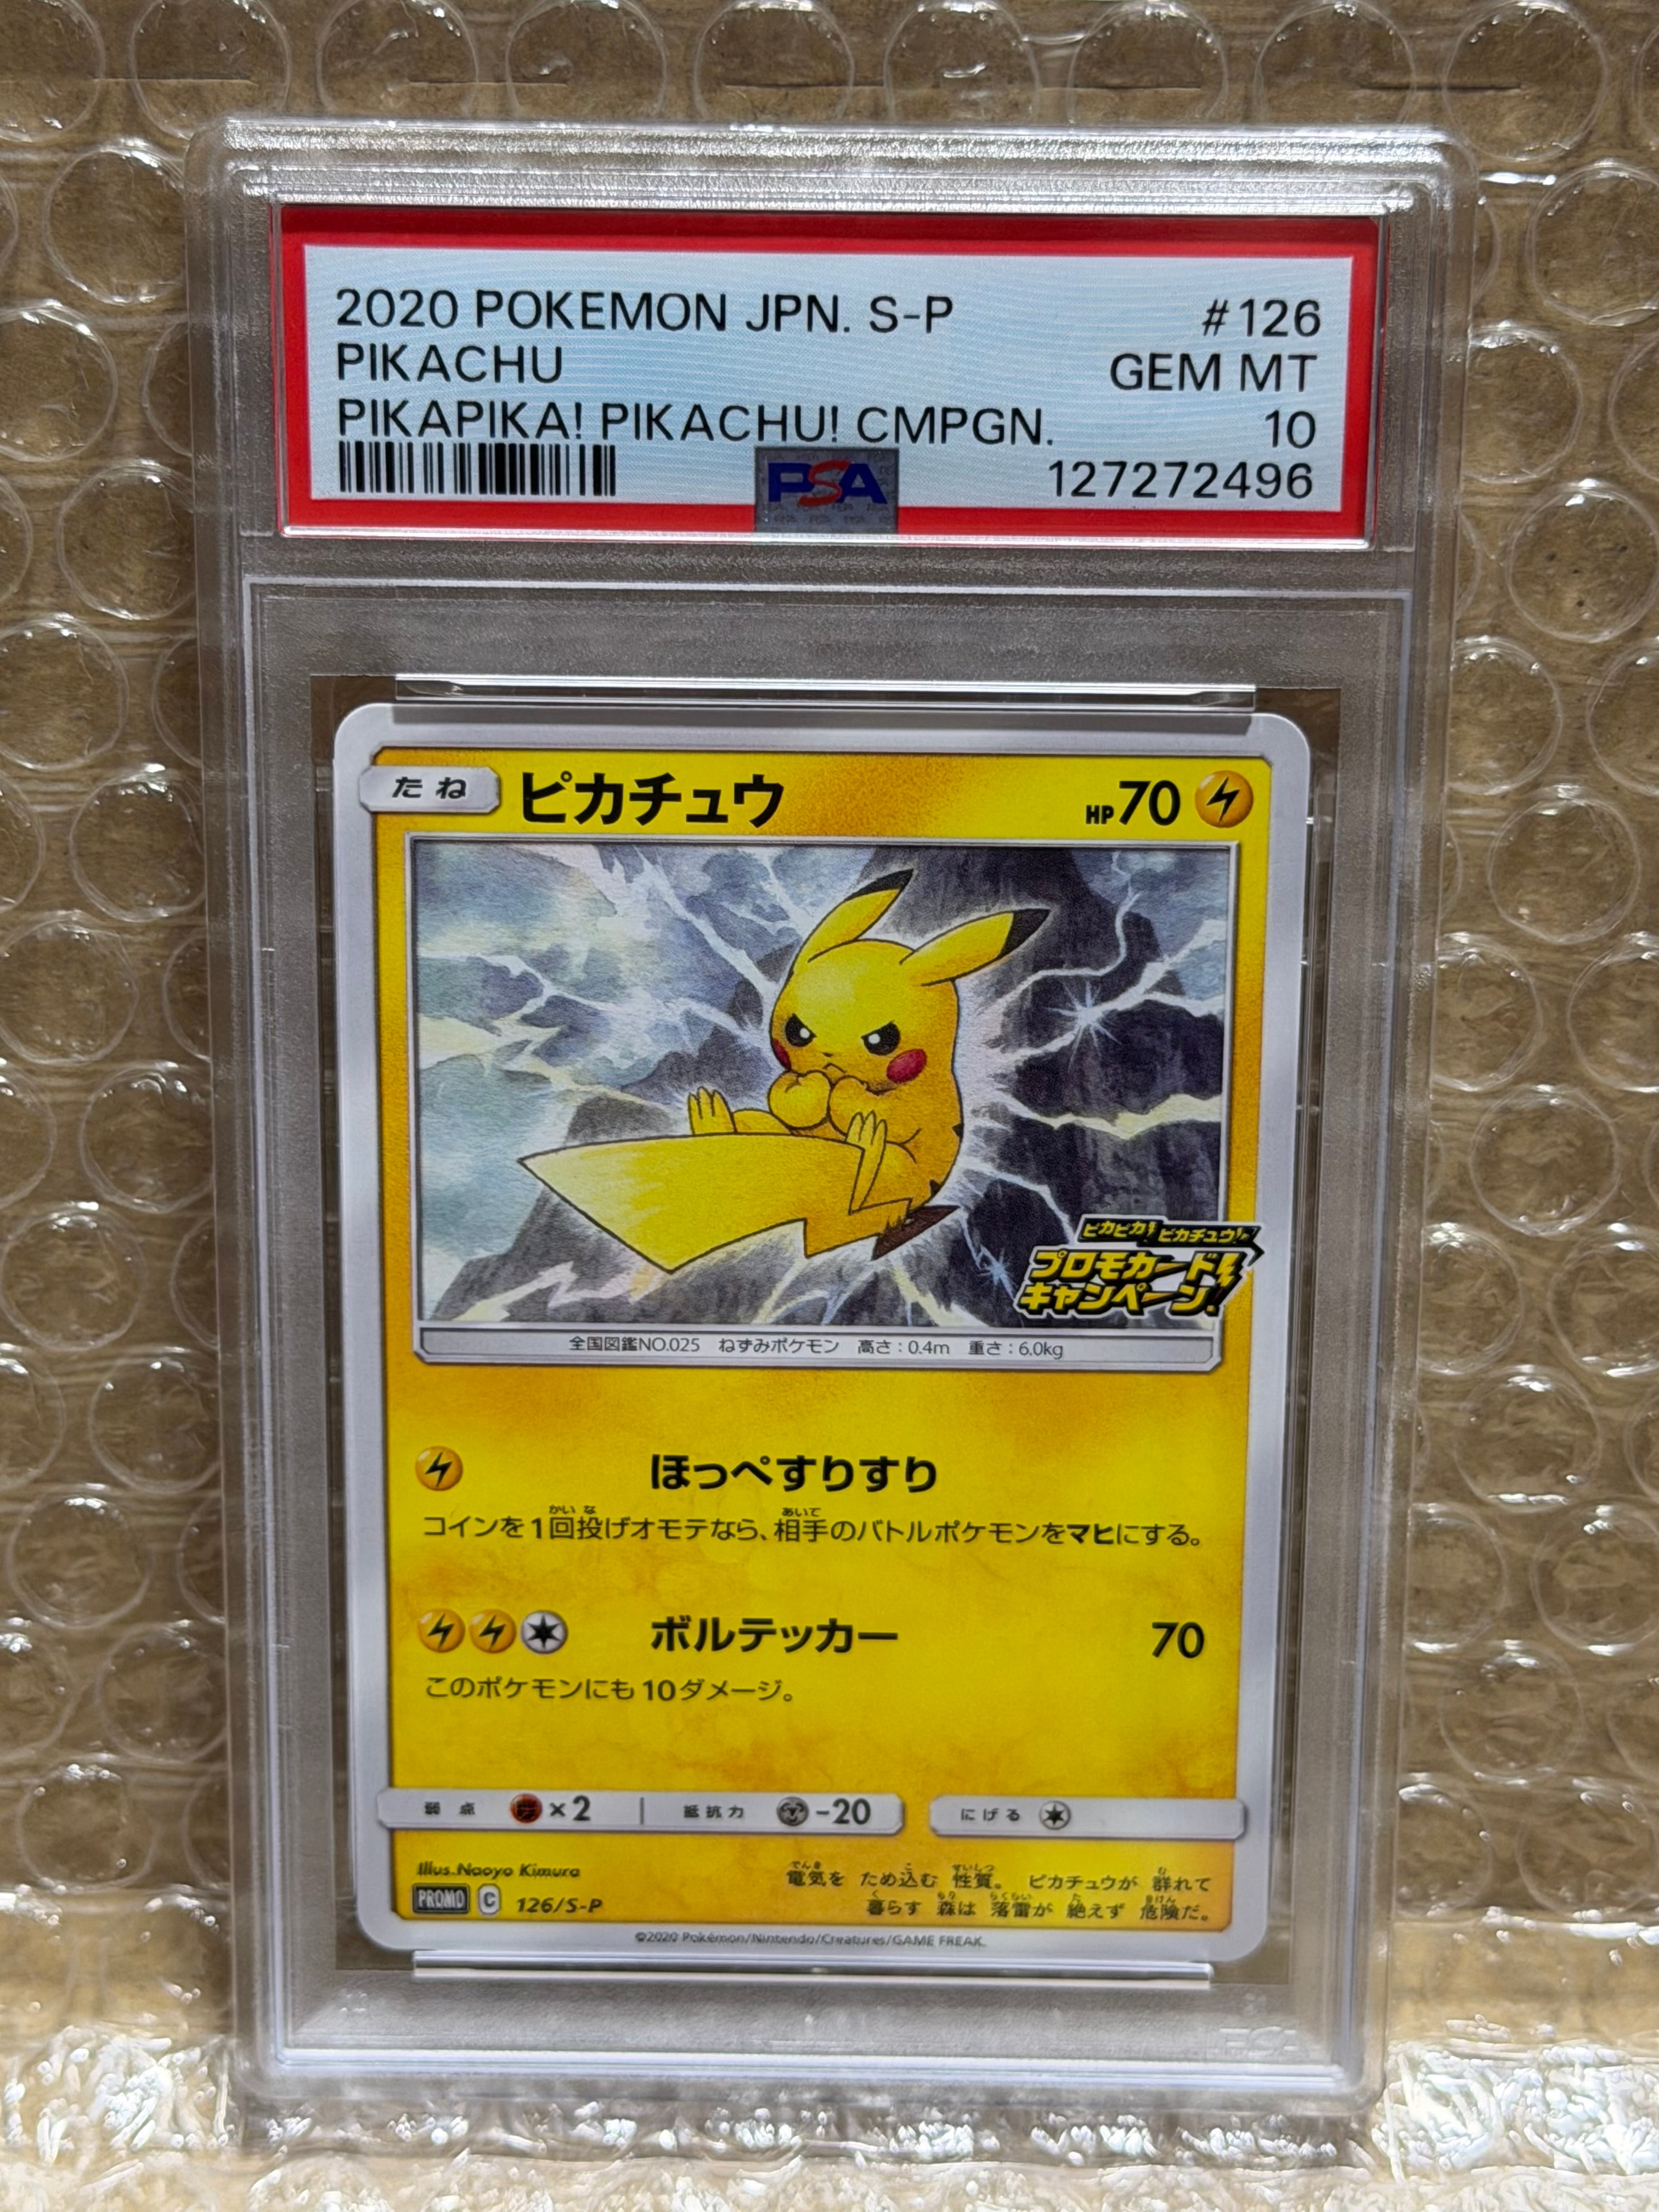 2020 POKEMON JPN. S-P
#126
PIKACHU
GEM MT
PIKAPIKA! PIKACHU! CMPGN.
10
PSA
127272496
たね
ピカチュウ
HP70
ピカピカ! ピカチュウ!
プロモカード
キャンペーン!
全国図鑑NO.025 ねずみポケモン 高さ:0.4m 重さ:6.0kg
ほっぺすりすり
コインを1回投げオモテなら、相手のバトルポケモンをマヒにする。
ボルテッカー
70
このポケモンにも10ダメージ。
弱点
×2
抵抗力
-20
にげる
Illus. Naoyo Kimura
PROMO C 126/S-P
電気を ため込む 性質。 ピカチュウが 群れて
暮らす 森は 落雷が 絶えず 危険だ。
©2020 Pokémon/Nintendo/Creatures/GAME FREAK.